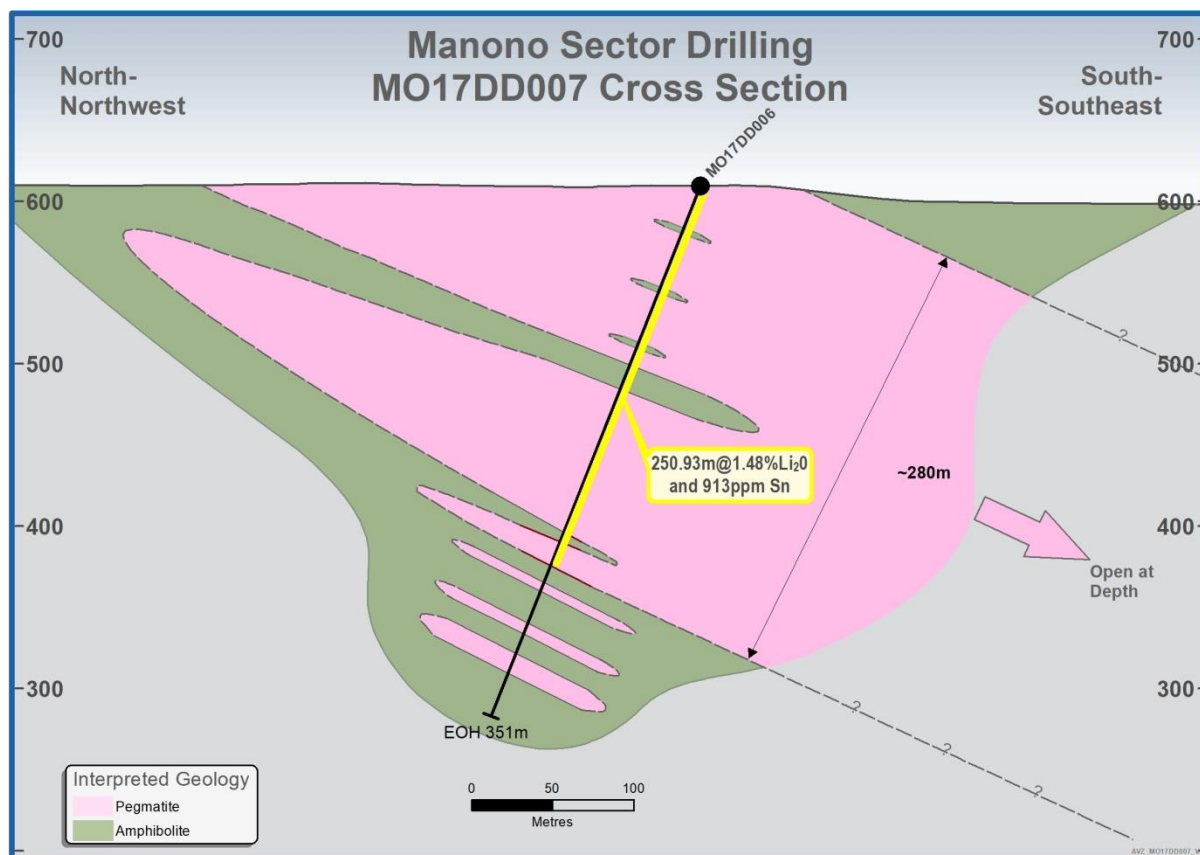 Manono Sector Drilling
MO17DD007 Cross Section
North-
Northwest
South-
Southeast
700
700
MO17DD006
600
600
?
500
500
250.93m@1.48%Li₂0
and 913ppm Sn
~280m
400
400
Open at
Depth
300
300
?
?
?
EOH 351m
Interpreted Geology
Pegmatite
Amphibolite
0 50 100
Metres